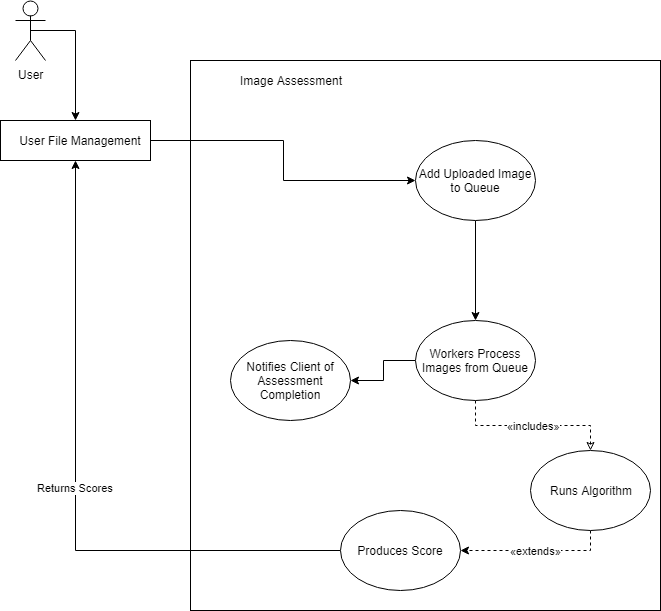 User
Image Assessment
User File Management
Add Uploaded Image
to Queue
Workers Process
Images from Queue
Notifies Client of
Assessment
Completion
«includes»
Runs Algorithm
Returns Scores
Produces Score
«extends»